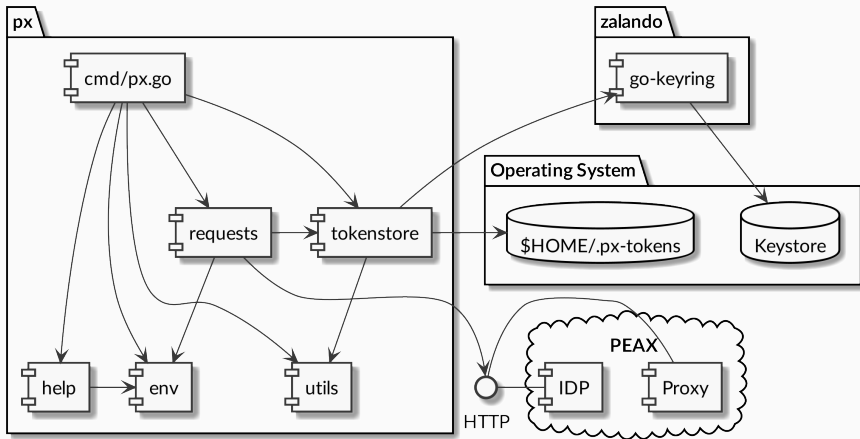 px
zalando
cmd/px.go
go-keyring
Operating System
requests
tokenstore
$HOME/.px-tokens
Keystore
PEAX
help
env
utils
IDP
Proxy
HTTP